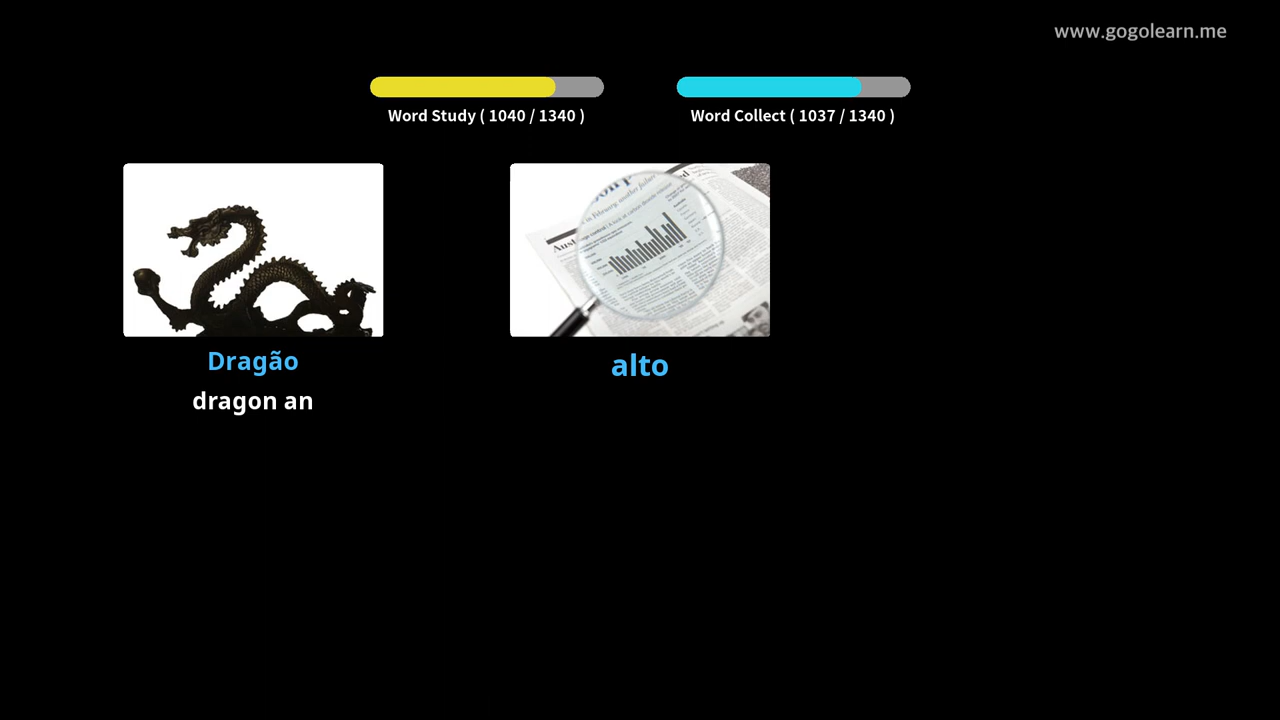 www.gogolearn.me
Word Study ( 1040 / 1340 )
Word Collect ( 1037 / 1340 )
Dragão
dragon an
alto